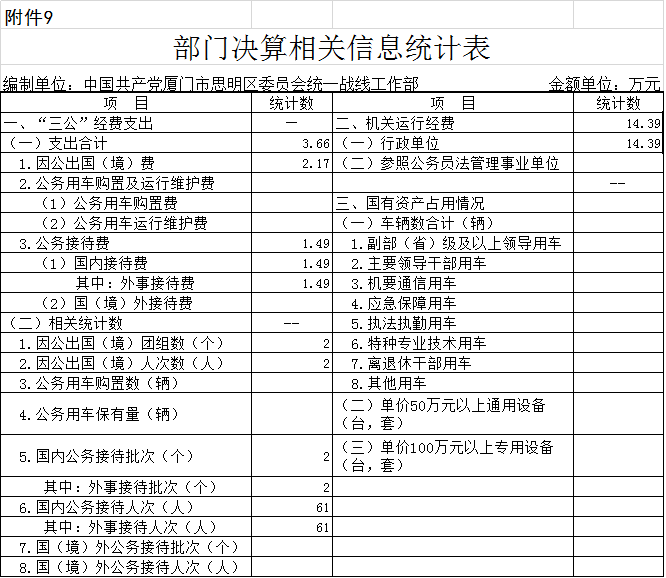 附件9
部门决算相关信息统计表
编制单位：中国共产党厦门市思明区委员会统一战线工作部 金额单位：万元
项 目 统计数 项 目 统计数
一、“三公”经费支出 — 二、机关运行经费 14.39
（一）支出合计 3.66 （一）行政单位 14.39
1.因公出国（境）费 2.17 （二）参照公务员法管理事业单位
2.公务用车购置及运行维护费 --
（1）公务用车购置费 三、国有资产占用情况
（2）公务用车运行维护费 （一）车辆数合计（辆）
3.公务接待费 1.49 1.副部（省）级及以上领导用车
（1）国内接待费 1.49 2.主要领导干部用车
其中：外事接待费 1.49 3.机要通信用车
（2）国（境）外接待费 4.应急保障用车
（二）相关统计数 -- 5.执法执勤用车
1.因公出国（境）团组数（个） 2 6.特种专业技术用车
2.因公出国（境）人次数（人） 2 7.离退休干部用车
3.公务用车购置数（辆） 8.其他用车
4.公务用车保有量（辆） （二）单价50万元以上通用设备
（台，套）
5.国内公务接待批次（个） 2 （三）单价100万元以上专用设备
（台，套）
其中：外事接待批次（个） 2
6.国内公务接待人次（人） 61
其中：外事接待人次（人） 61
7.国（境）外公务接待批次（个）
8.国（境）外公务接待人次（人）